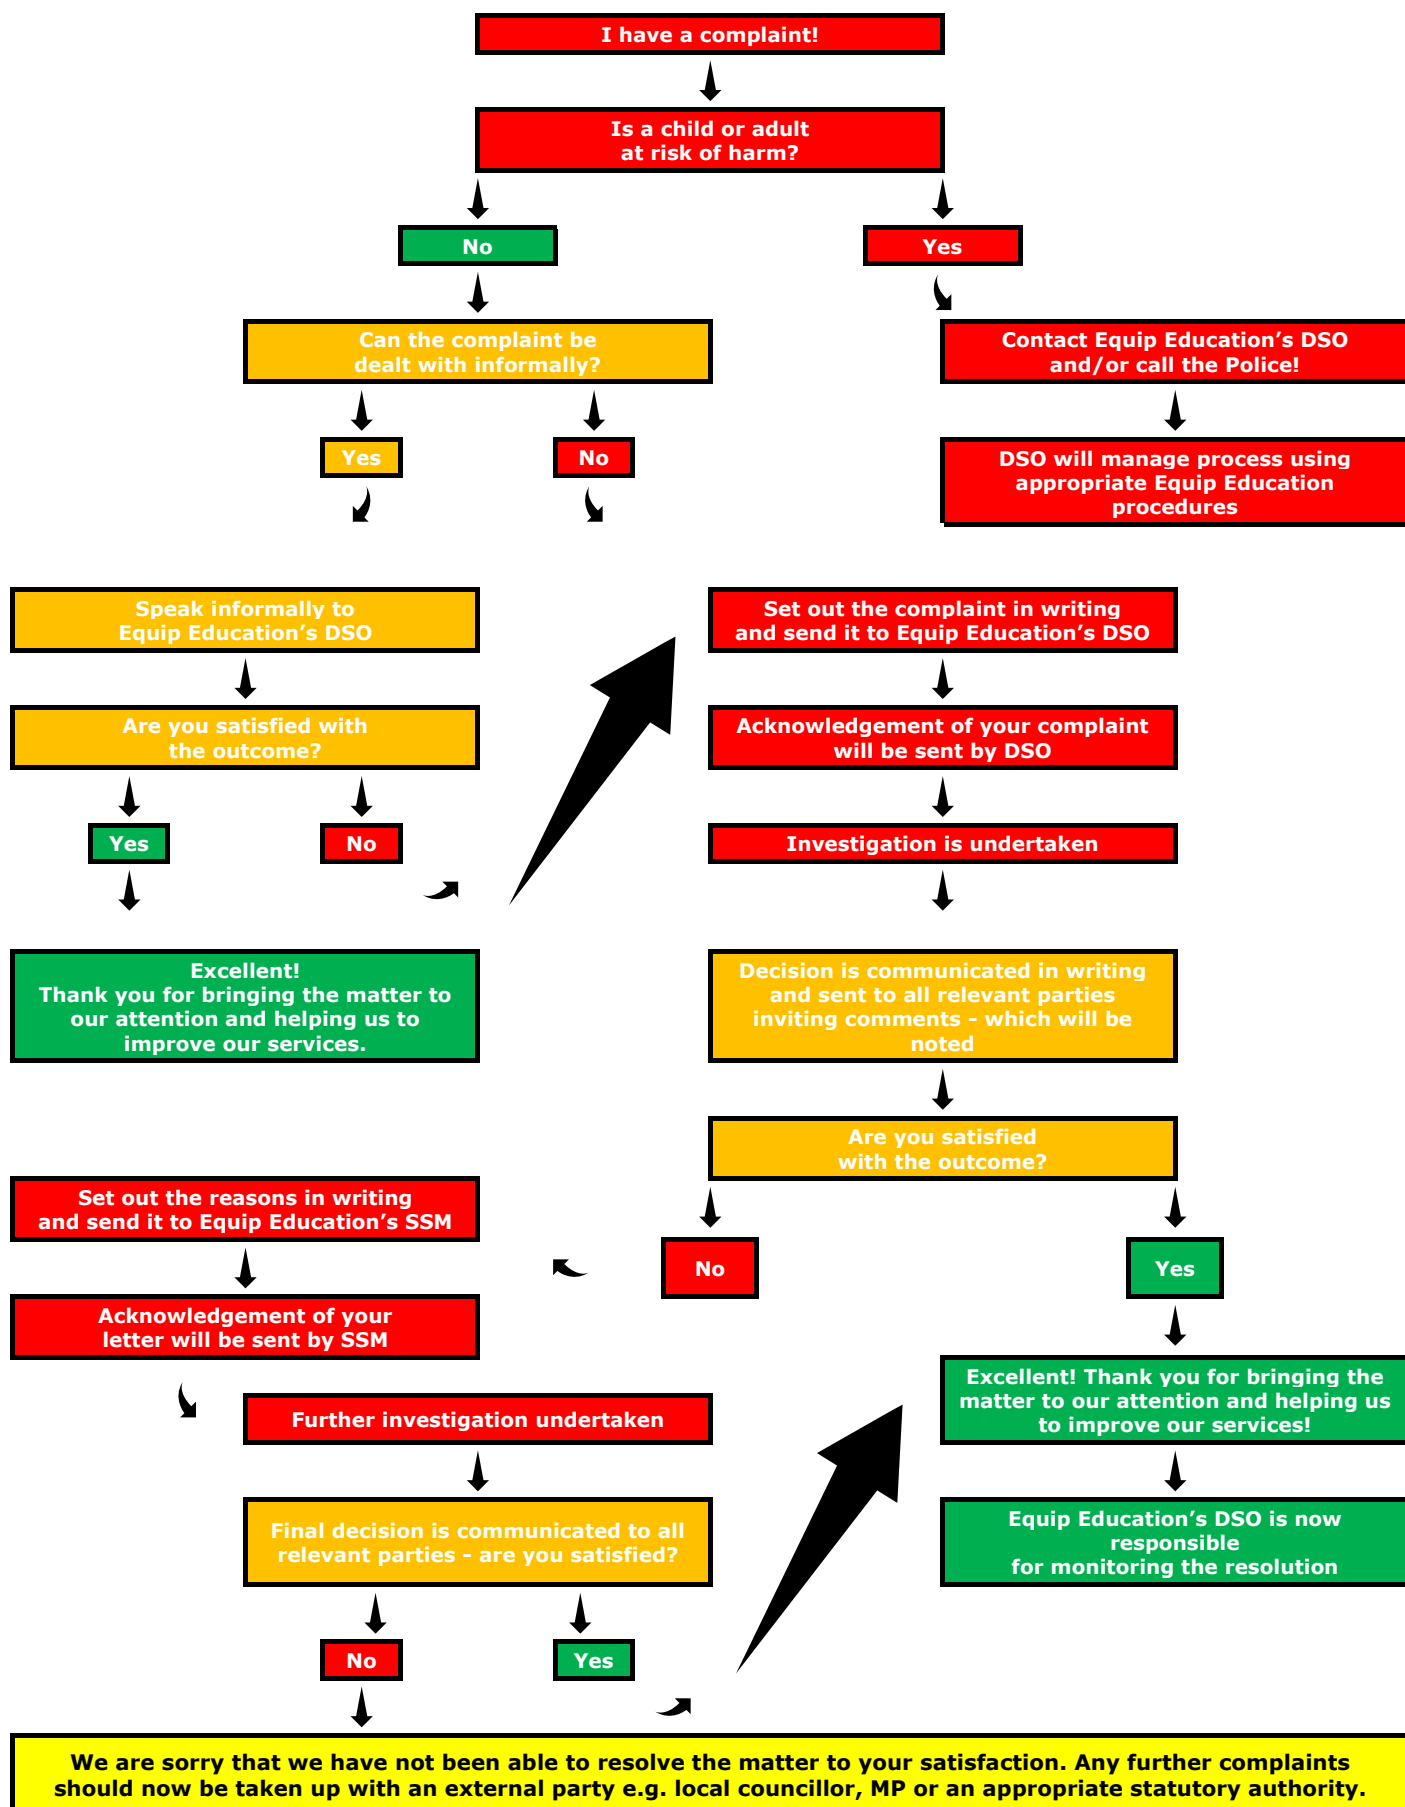 I have a complaint!
Is a child or adult
at risk of harm?
No
Yes
Can the complaint be
dealt with informally?
Contact Equip Education’s DSO
and/or call the Police!
Yes
No
DSO will manage process using
appropriate Equip Education
procedures
Speak informally to
Equip Education’s DSO
Set out the complaint in writing
and send it to Equip Education’s DSO
Are you satisfied with
the outcome?
Acknowledgement of your complaint
will be sent by DSO
Yes
No
Investigation is undertaken
Excellent!
Thank you for bringing the matter to
our attention and helping us to
improve our services.
Decision is communicated in writing
and sent to all relevant parties
inviting comments – which will be
noted
Are you satisfied
with the outcome?
Set out the reasons in writing
and send it to Equip Education’s SSM
No
Yes
Acknowledgement of your
letter will be sent by SSM
Excellent! Thank you for bringing the
matter to our attention and helping us
to improve our services!
Further investigation undertaken
Final decision is communicated to all
relevant parties – are you satisfied?
Equip Education’s DSO is now
responsible
for monitoring the resolution
No
Yes
We are sorry that we have not been able to resolve the matter to your satisfaction. Any further complaints
should now be taken up with an external party e.g. local councillor, MP or an appropriate statutory authority.